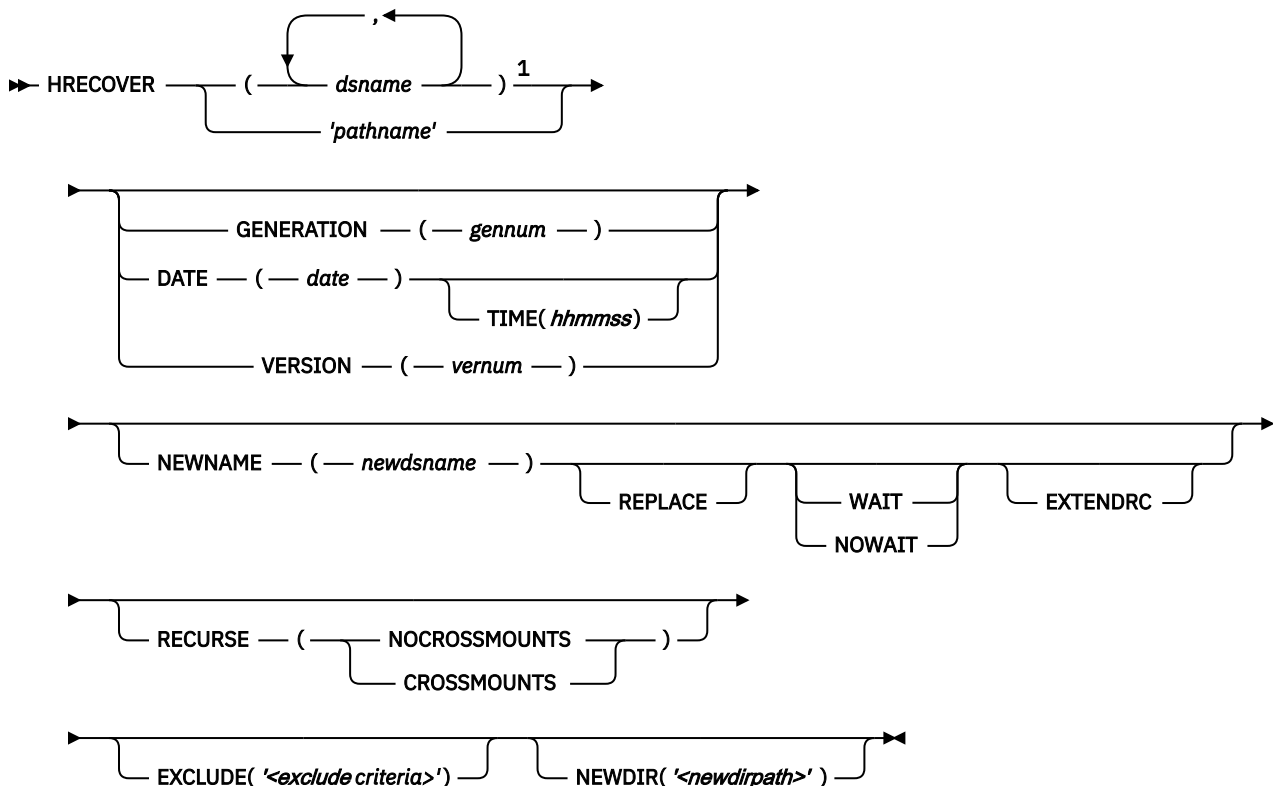 ,
HRECOVER ( dsname ) 1
'pathname'
GENERATION ( gennum )
DATE ( date )
TIME( hhmmss)
VERSION ( vernum )
NEWNAME ( newdsname )
REPLACE WAIT EXTENDRC
NOWAIT
RECURSE ( NOCROSSMOUNTS )
CROSSMOUNTS
EXCLUDE( '<exclude criteria>') NEWDIR( '<newdirpath>' )